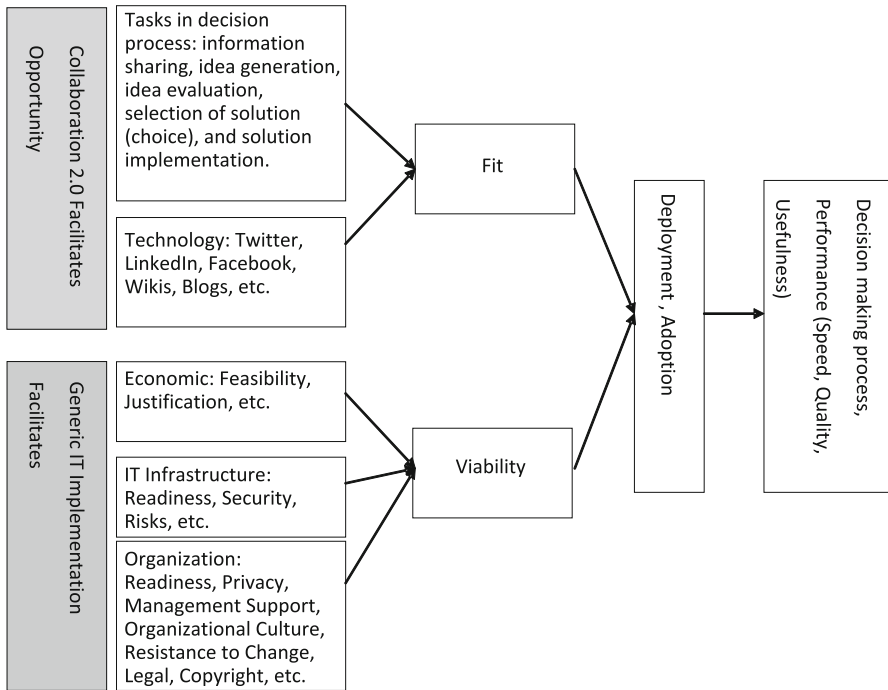 Collaboration 2.0 Facilitates
Opportunity
Tasks in decision
process: information
sharing, idea generation,
idea evaluation,
selection of solution
(choice), and solution
implementation.
Technology: Twitter,
LinkedIn, Facebook,
Wikis, Blogs, etc.
Fit
Generic IT Implementation
Facilitates
Economic: Feasibility,
Justification, etc.
IT Infrastructure:
Readiness, Security,
Risks, etc.
Organization:
Readiness, Privacy,
Management Support,
Organizational Culture,
Resistance to Change,
Legal, Copyright, etc.
Viability
Deployment , Adoption
Decision making process,
Performance (Speed, Quality,
Usefulness)